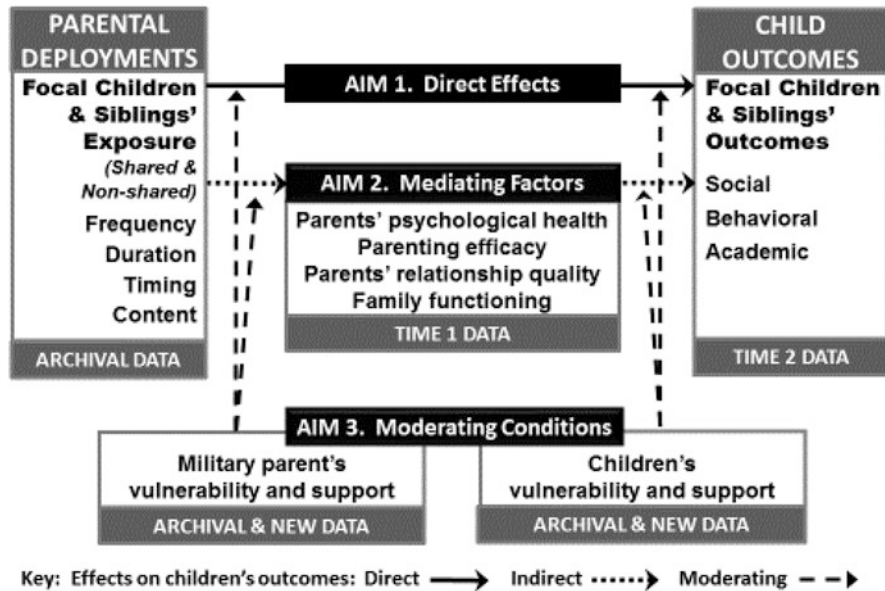 PARENTAL
DEPLOYMENTS
Focal Children
& Siblings'
Exposure
(Shared &
Non-shared)
Frequency
Duration
Timing
Content
ARCHIVAL DATA
AIM 1. Direct Effects
AIM 2. Mediating Factors
Parents' psychological health
Parenting efficacy
Parents' relationship quality
Family functioning
TIME 1 DATA
CHILD
OUTCOMES
Focal Children
& Siblings'
Outcomes
Social
Behavioral
Academic
TIME 2 DATA
AIM 3. Moderating Conditions
Military parent's
vulnerability and support
ARCHIVAL & NEW DATA
Children's
vulnerability and support
ARCHIVAL & NEW DATA
Key: Effects on children's outcomes: Direct Indirect Moderating